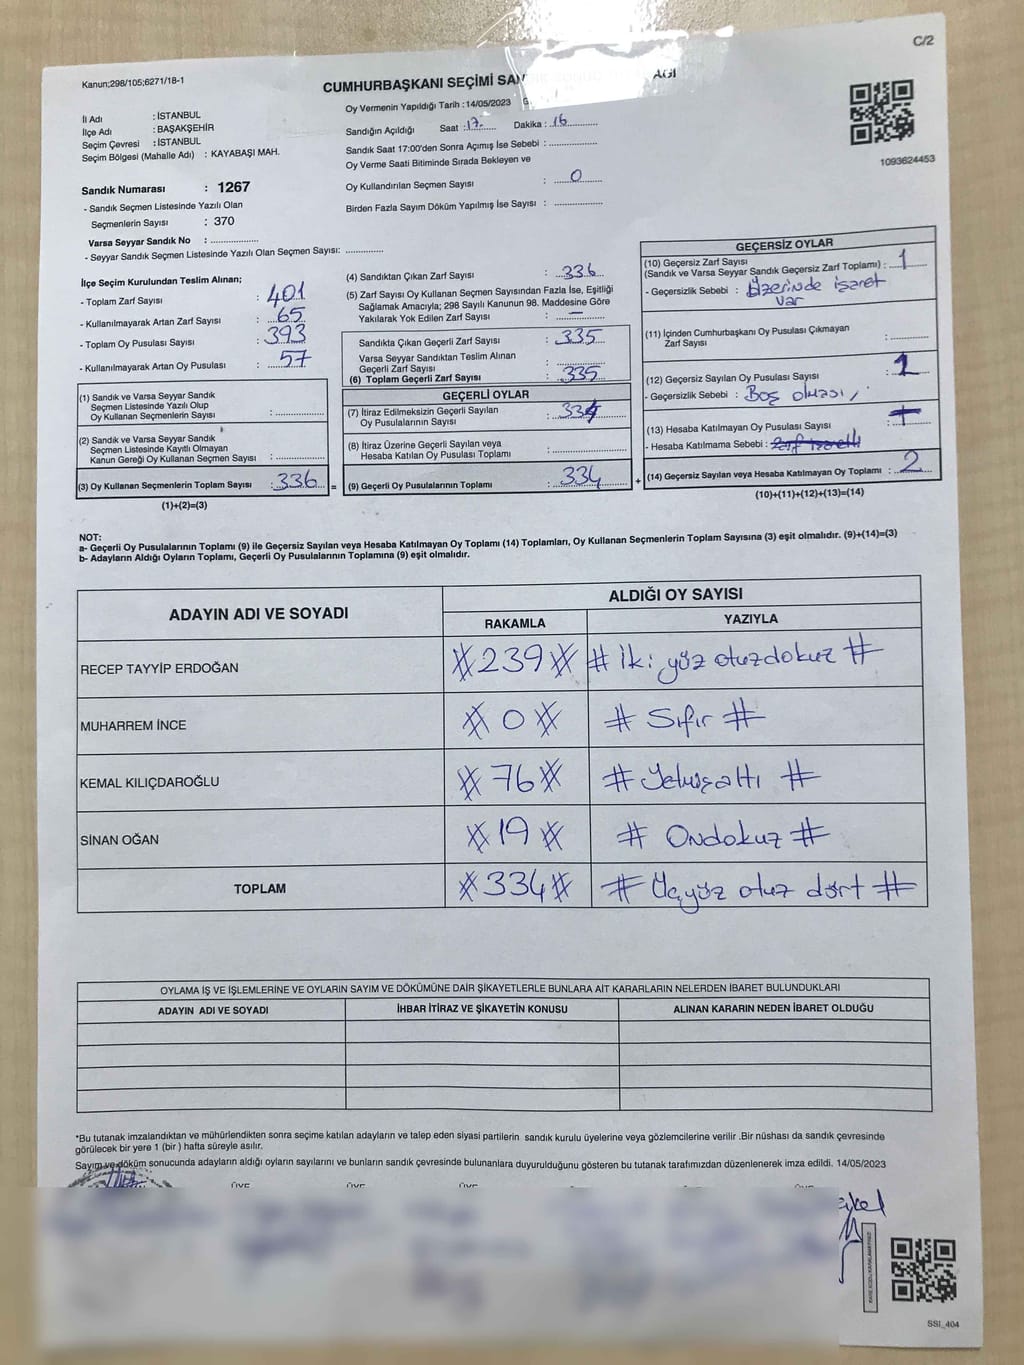 C/2
Kanun;298/105;6271/18-1
CUMHURBAŞKANI SEÇİMİ
Oy Vermenin Yapıldığı Tarih : 14/05/2023
İl Adı : İSTANBUL
İlçe Adı : BAŞAKŞEHİR
Seçim Çevresi : İSTANBUL
Seçim Bölgesi (Mahalle Adı) : KAYABAŞI MAH.
Sandığın Açıldığı Saat : 17 Dakika : 16
Sandık Saat 17:00'den Sonra Açımış İse Sebebi :
Oy Verme Saati Bitiminde Sırada Bekleyen ve
Oy Kullandırılan Seçmen Sayısı : 0
Birden Fazla Sayım Döküm Yapılmış İse Sayısı :
1093624453
Sandık Numarası : 1267
- Sandık Seçmen Listesinde Yazılı Olan
Seçmenlerin Sayısı : 370
Varsa Seyyar Sandık No :
- Seyyar Sandık Seçmen Listesinde Yazılı Olan Seçmen Sayısı:
İlçe Seçim Kurulundan Teslim Alınan;
- Toplam Zarf Sayısı : 401
- Kullanılmayarak Artan Zarf Sayısı : 65
- Toplam Oy Pusulası Sayısı : 393
- Kullanılmayarak Artan Oy Pusulası : 57
(1) Sandık ve Varsa Seyyar Sandık
Seçmen Listesinde Yazılı Olup
Oy Kullanan Seçmenlerin Sayısı :
(2) Sandık ve Varsa Seyyar Sandık
Seçmen Listesinde Kayıtlı Olmayan
Kanun Gereği Oy Kullanan Seçmen Sayısı :
(3) Oy Kullanan Seçmenlerin Toplam Sayısı : 336 =
(1)+(2)=(3)
(4) Sandıktan Çıkan Zarf Sayısı : 336
(5) Zarf Sayısı Oy Kullanan Seçmen Sayısından Fazla İse, Eşitliği
Sağlamak Amacıyla; 298 Sayılı Kanunun 98. Maddesine Göre
Yakılarak Yok Edilen Zarf Sayısı : —
Sandıkta Çıkan Geçerli Zarf Sayısı : 335
Varsa Seyyar Sandıktan Teslim Alınan
Geçerli Zarf Sayısı :
(6) Toplam Geçerli Zarf Sayısı : 335
GEÇERLİ OYLAR
(7) İtiraz Edilmeksizin Geçerli Sayılan
Oy Pusulalarının Sayısı : 334
(8) İtiraz Üzerine Geçerli Sayılan veya
Hesaba Katılan Oy Pusulası Toplamı :
(9) Geçerli Oy Pusulalarının Toplamı : 334 +
GEÇERSİZ OYLAR
(10) Geçersiz Zarf Sayısı
(Sandık ve Varsa Seyyar Sandık Geçersiz Zarf Toplamı) : 1
- Geçersizlik Sebebi : Üzerinde işaret
var
(11) İçinden Cumhurbaşkanı Oy Pusulası Çıkmayan
Zarf Sayısı :
(12) Geçersiz Sayılan Oy Pusulası Sayısı : 1
- Geçersizlik Sebebi : Boş olması
(13) Hesaba Katılmayan Oy Pusulası Sayısı :
- Hesaba Katılmama Sebebi :
(14) Geçersiz Sayılan veya Hesaba Katılmayan Oy Toplamı : 2
(10)+(11)+(12)+(13)=(14)
NOT:
a- Geçerli Oy Pusulalarının Toplamı (9) ile Geçersiz Sayılan veya Hesaba Katılmayan Oy Toplamı (14) Toplamları, Oy Kullanan Seçmenlerin Toplam Sayısına (3) eşit olmalıdır. (9)+(14)=(3)
b- Adayların Aldığı Oyların Toplamı, Geçerli Oy Pusulalarının Toplamına (9) eşit olmalıdır.
ADAYIN ADI VE SOYADI
ALDIĞI OY SAYISI
RAKAMLA YAZIYLA
RECEP TAYYİP ERDOĞAN #239# # iki yüz otuzdokuz #
MUHARREM İNCE #0# # Sıfır #
KEMAL KILIÇDAROĞLU #76# # Yetmişaltı #
SİNAN OĞAN #19# # Ondokuz #
TOPLAM #334# # Üçyüz otuz dört #
OYLAMA İŞ VE İŞLEMLERİNE VE OYLARIN SAYIM VE DÖKÜMÜNE DAİR ŞİKAYETLERLE BUNLARA AİT KARARLARIN NELERDEN İBARET BULUNDUKLARI
ADAYIN ADI VE SOYADI İHBAR İTİRAZ VE ŞİKAYETİN KONUSU ALINAN KARARIN NEDEN İBARET OLDUĞU
*Bu tutanak imzalandıktan ve mühürlendikten sonra seçime katılan adayların ve talep eden siyasi partilerin sandık kurulu üyelerine veya gözlemcilerine verilir .Bir nüshası da sandık çevresinde
görülecek bir yere 1 (bir ) hafta süreyle asılır.
Sayım ve döküm sonucunda adayların aldığı oyların sayılarını ve bunların sandık çevresinde bulunanlara duyurulduğunu gösteren bu tutanak tarafımızdan düzenlenerek imza edildi. 14/05/2023
ÜYE ÜYE ÜYE
SSI_404